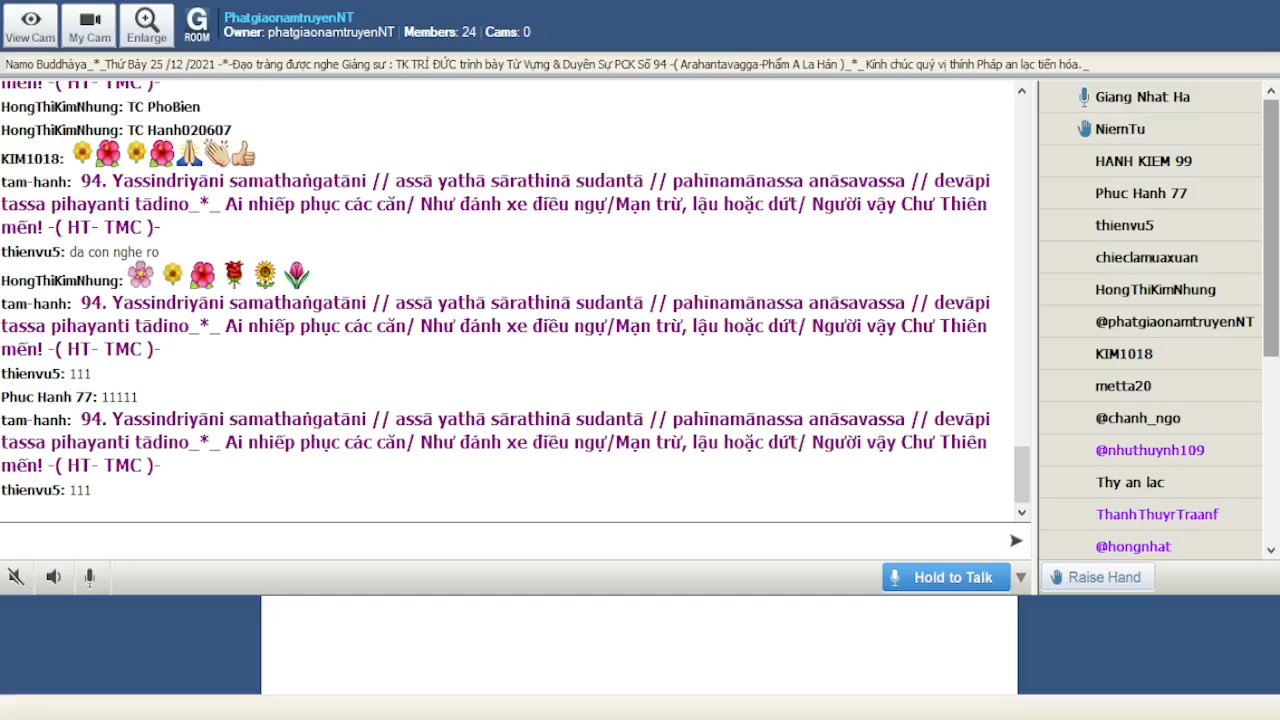 View Cam
My Cam
Enlarge
G
ROOM
PhatgiaonamtruyenNT
Owner: phatgiaonamtruyenNT | Members: 24 | Cams: 0
Namo Buddhàya_*_Thứ Bảy 25 /12 /2021 -*-Đạo tràng được nghe Giảng sư : TK TRÍ ĐỨC trình bày Từ Vựng & Duyên Sự PCK Số 94 -( Arahantavagga-Phẩm A La Hán )_*_ Kính chúc quý vị thính Pháp an lạc tiến hóa._
mến! -( HT- TMC )-
HongThiKimNhung: TC PhoBien
HongThiKimNhung: TC Hanh020607
KIM1018:
tam-hanh: 94. Yassindriyāni samathaṅgatāni // assā yathā sārathinā sudantā // pahīnamānassa anāsavassa // devāpi
tassa pihayanti tādino_*_ Ai nhiếp phục các căn/ Như đánh xe điều ngự/Mạn trừ, lậu hoặc dứt/ Người vậy Chư Thiên
mến! -( HT- TMC )-
thienvu5: da con nghe ro
HongThiKimNhung:
tam-hanh: 94. Yassindriyāni samathaṅgatāni // assā yathā sārathinā sudantā // pahīnamānassa anāsavassa // devāpi
tassa pihayanti tādino_*_ Ai nhiếp phục các căn/ Như đánh xe điều ngự/Mạn trừ, lậu hoặc dứt/ Người vậy Chư Thiên
mến! -( HT- TMC )-
thienvu5: 111
Phuc Hanh 77: 11111
tam-hanh: 94. Yassindriyāni samathaṅgatāni // assā yathā sārathinā sudantā // pahīnamānassa anāsavassa // devāpi
tassa pihayanti tādino_*_ Ai nhiếp phục các căn/ Như đánh xe điều ngự/Mạn trừ, lậu hoặc dứt/ Người vậy Chư Thiên
mến! -( HT- TMC )-
thienvu5: 111
Hold to Talk
Giang Nhat Ha
NiemTu
HANH KIEM 99
Phuc Hanh 77
thienvu5
chieclamuaxuan
HongThiKimNhung
@phatgiaonamtruyenNT
KIM1018
metta20
@chanh_ngo
@nhuthuynh109
Thy an lac
ThanhThuyrTraanf
@hongnhat
Raise Hand